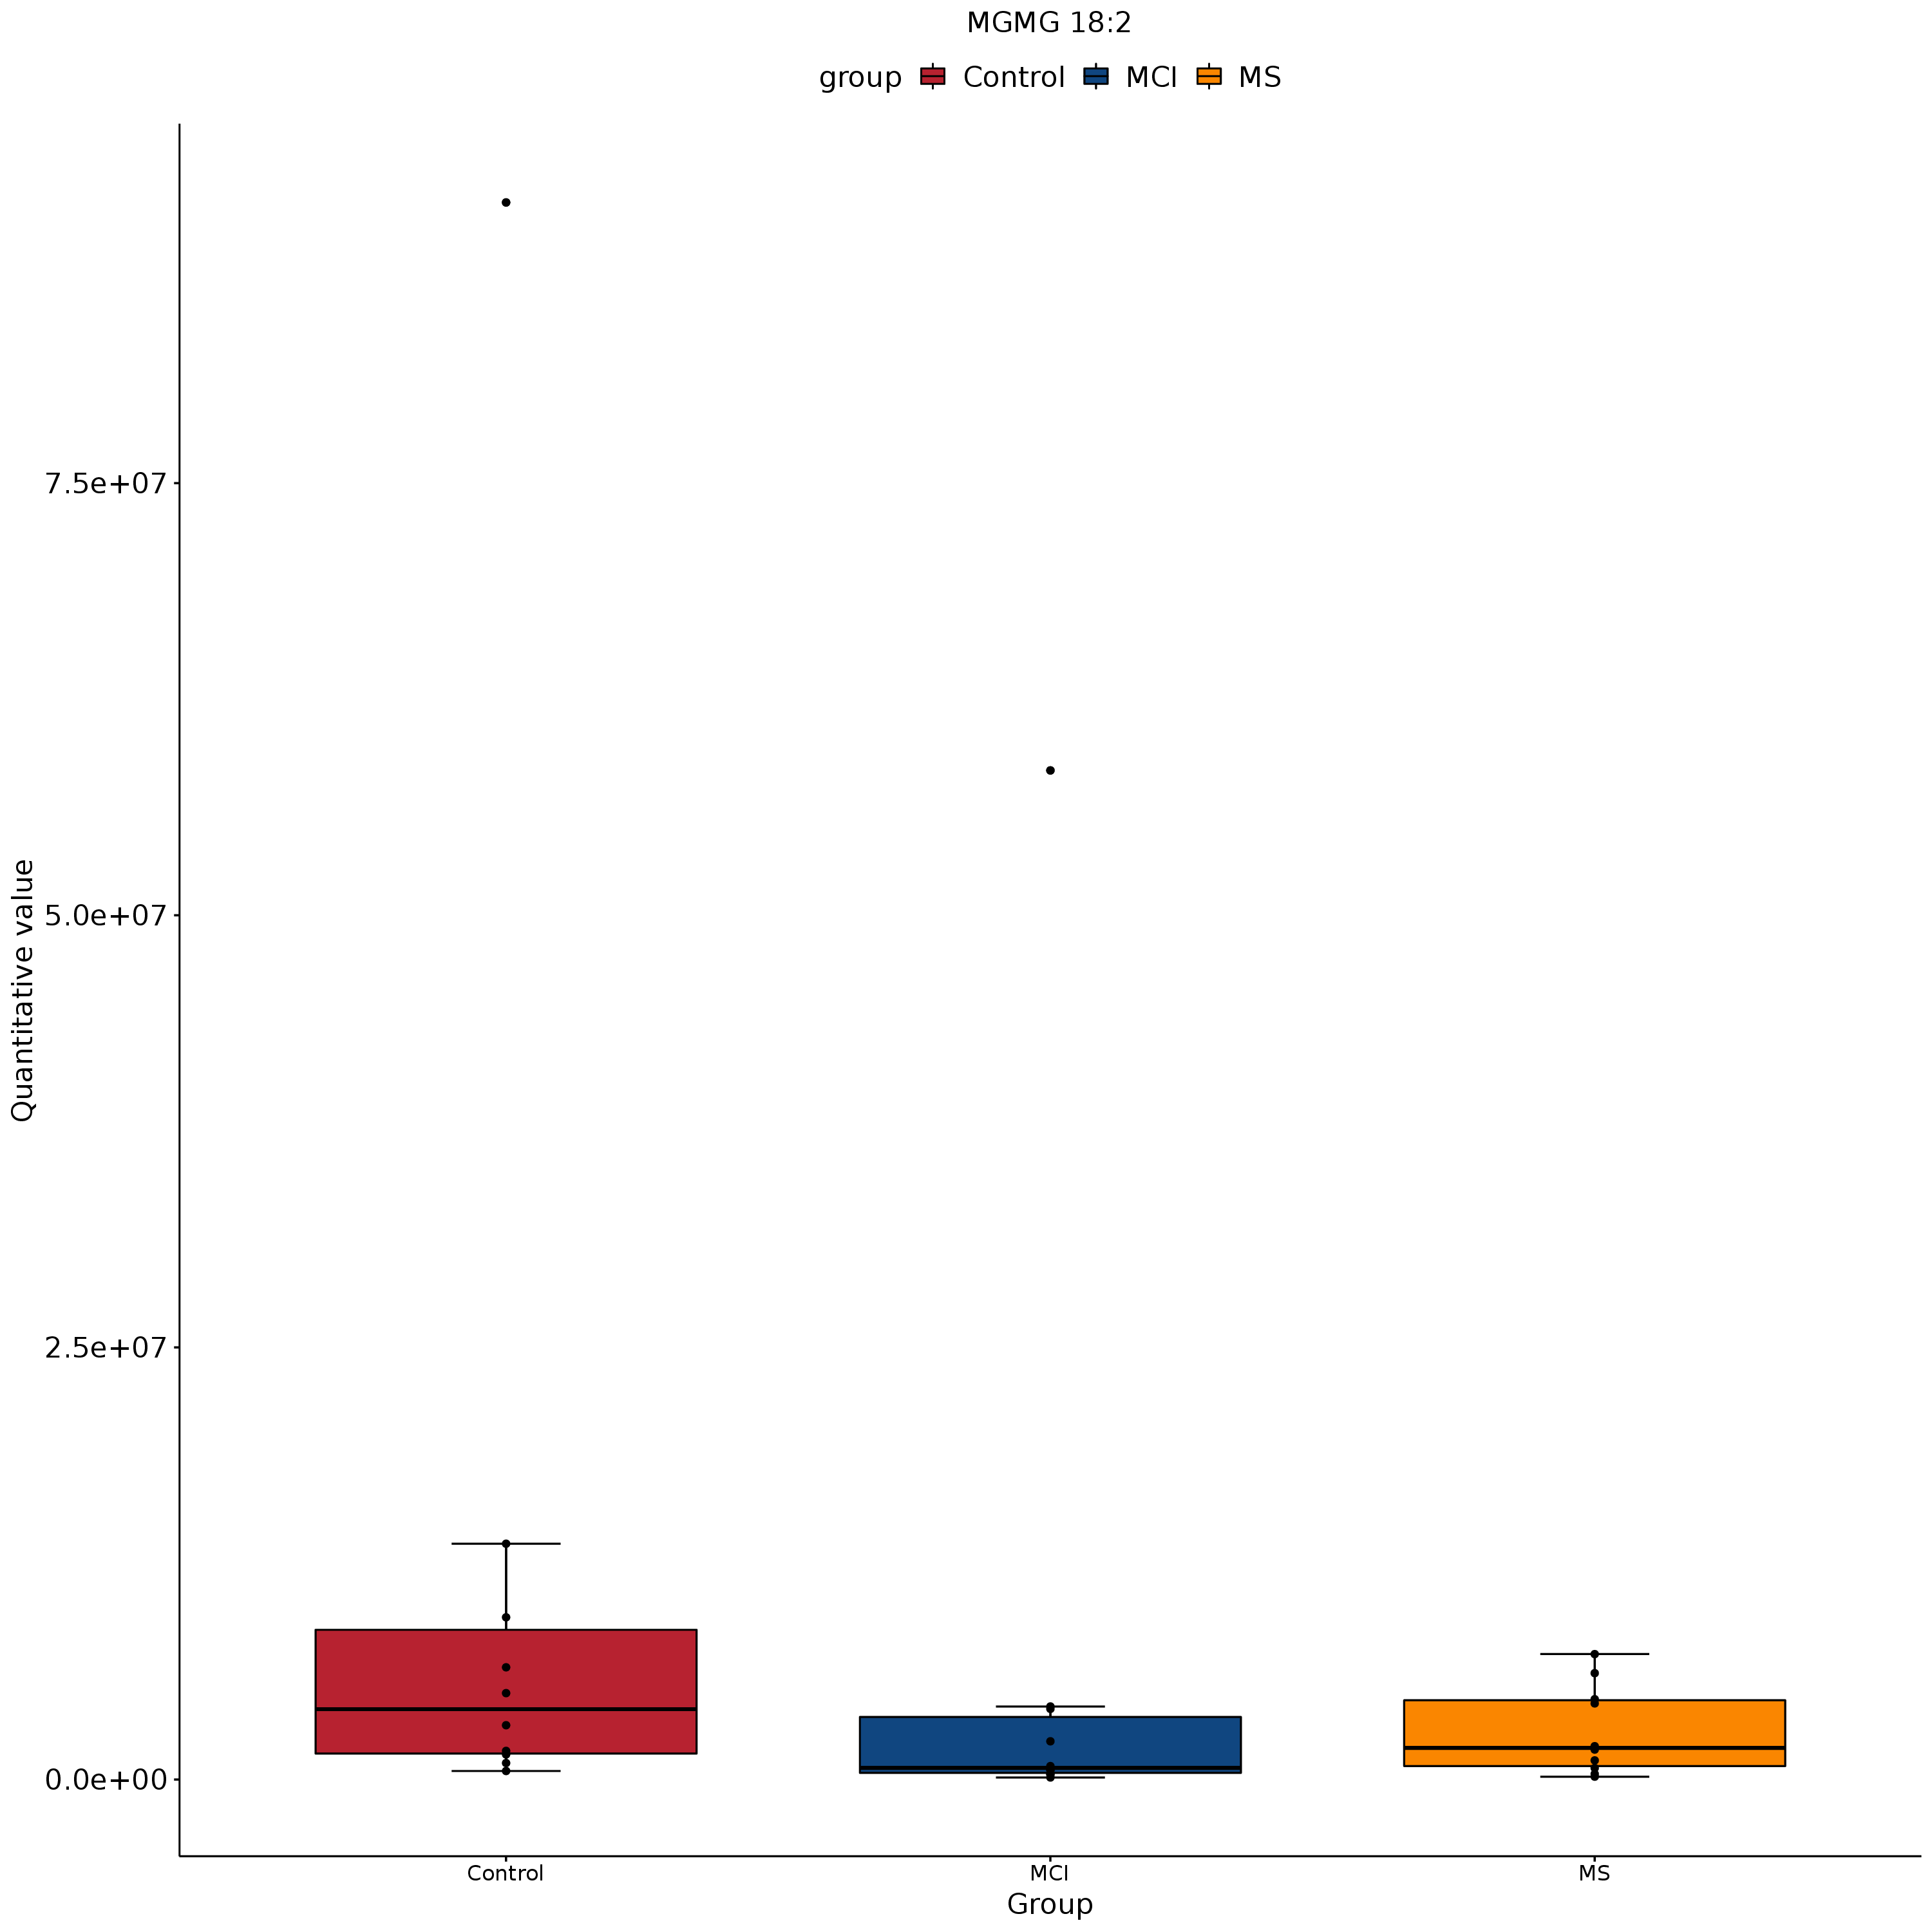 MGMG 18:2
group Control MCI MS
Quantitative value
7.5e+07
5.0e+07
2.5e+07
0.0e+00
Control MCI MS
Group